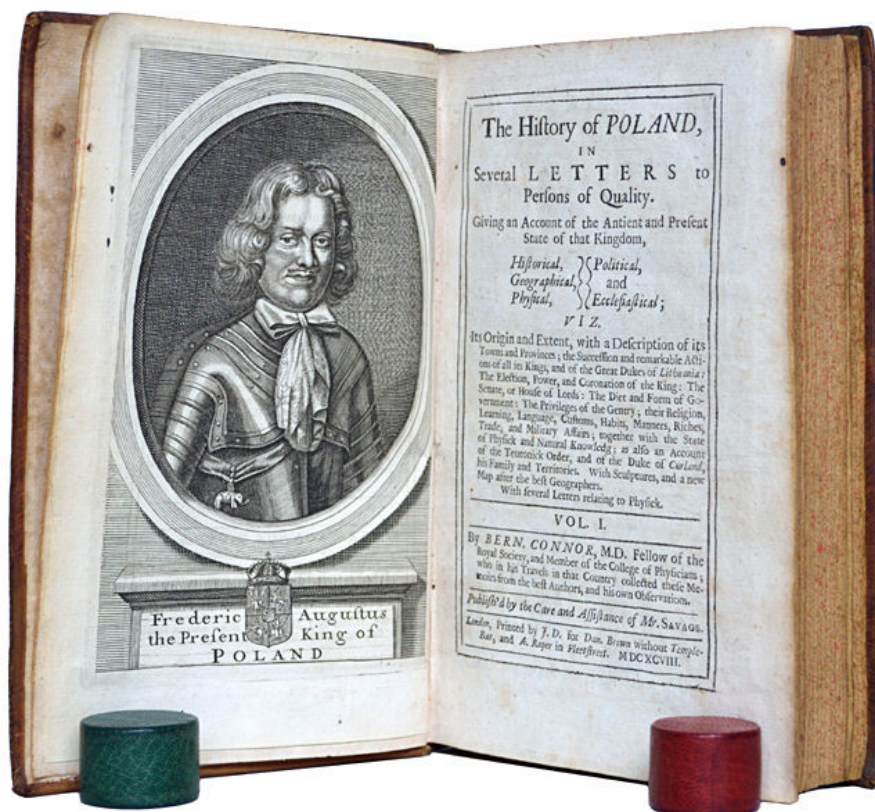 Frederic Augustus
the Present King of
POLAND
The Hiſtory of POLAND,
IN
Several LETTERS to
Perſons of Quality.
Giving an Account of the Antient and Preſent
State of that Kingdom,
Hiſtorical, Political,
Geographical, and
Phyſical, Eccleſiaſtical;
VIZ.
Its Origin and Extent, with a Deſcription of its
Towns and Provinces; the Succeſſion and remarkable Acti-
ons of all its Kings, and of the Great Dukes of Lithuania:
The Election, Power, and Coronation of the King: The
Senate, or Houſe of Lords: The Diet and Form of Go-
vernment: The Privileges of the Gentry; their Religion,
Learning, Language, Cuſtoms, Habits, Manners, Riches,
Trade, and Military Affairs; together with the State
of Phyſick and Natural Knowledg; as alſo an Account
of the Teutonick Order, and of the Duke of Curland,
his Family and Territories. With Sculptures, and a new
Map after the beſt Geographers.
With ſeveral Letters relating to Phyſick.
VOL. I.
By BERN. CONNOR, M.D. Fellow of the
Royal Society, and Member of the College of Phyſicians;
who in his Travels in that Country collected theſe Me-
moirs from the beſt Authors, and his own Obſervations.
Publiſh'd by the Care and Aſſiſtance of Mr. SAVAGE.
London, Printed by J. D. for Dan. Brown without Temple-
Bar, and A. Roper in Fleetſtreet. MDCXCVIII.